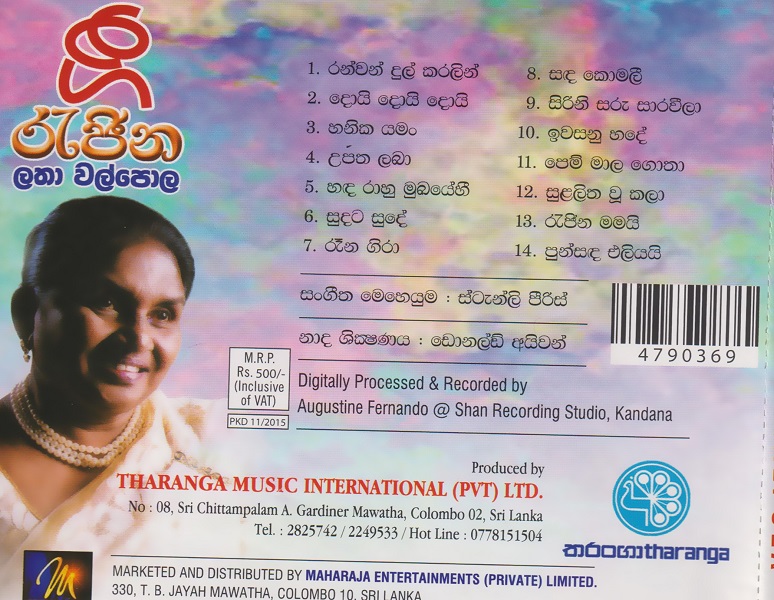 ගී
රැජින
ලතා වල්පොල
1. රන්වන් දුල් කරලින්
2. දොයි දොයි දොයි
3. හනික යමං
4. උපත ලබා
5. හඳ රාහු මුඛයේහී
6. සුදට සුදේ
7. රෑන ගිරා
8. සඳ කොමලී
9. සිරිනි සරු සාරවිලා
10. ඉවසනු හදේ
11. පෙම් මාල ගොතා
12. සුළලිත වූ කලා
13. රැජින මමයි
14. පුන්සඳ එලියයි
සංගීත මෙහෙයුම : ස්ටැන්ලි පීරිස්
නාද ශික්ෂණය : ඩොනල්ඩ් අයිවන්
4790369
M.R.P.
Rs. 500/-
(Inclusive
of VAT)
PKD 11/2015
Digitally Processed & Recorded by
Augustine Fernando @ Shan Recording Studio, Kandana
Produced by
THARANGA MUSIC INTERNATIONAL (PVT) LTD.
No : 08, Sri Chittampalam A. Gardiner Mawatha, Colombo 02, Sri Lanka
Tel. : 2825742 / 2249533 / Hot Line : 0778151504
තරංගා tharanga
MARKETED AND DISTRIBUTED BY MAHARAJA ENTERTAINMENTS (PRIVATE) LIMITED.
330, T. B. JAYAH MAWATHA, COLOMBO 10, SRI LANKA